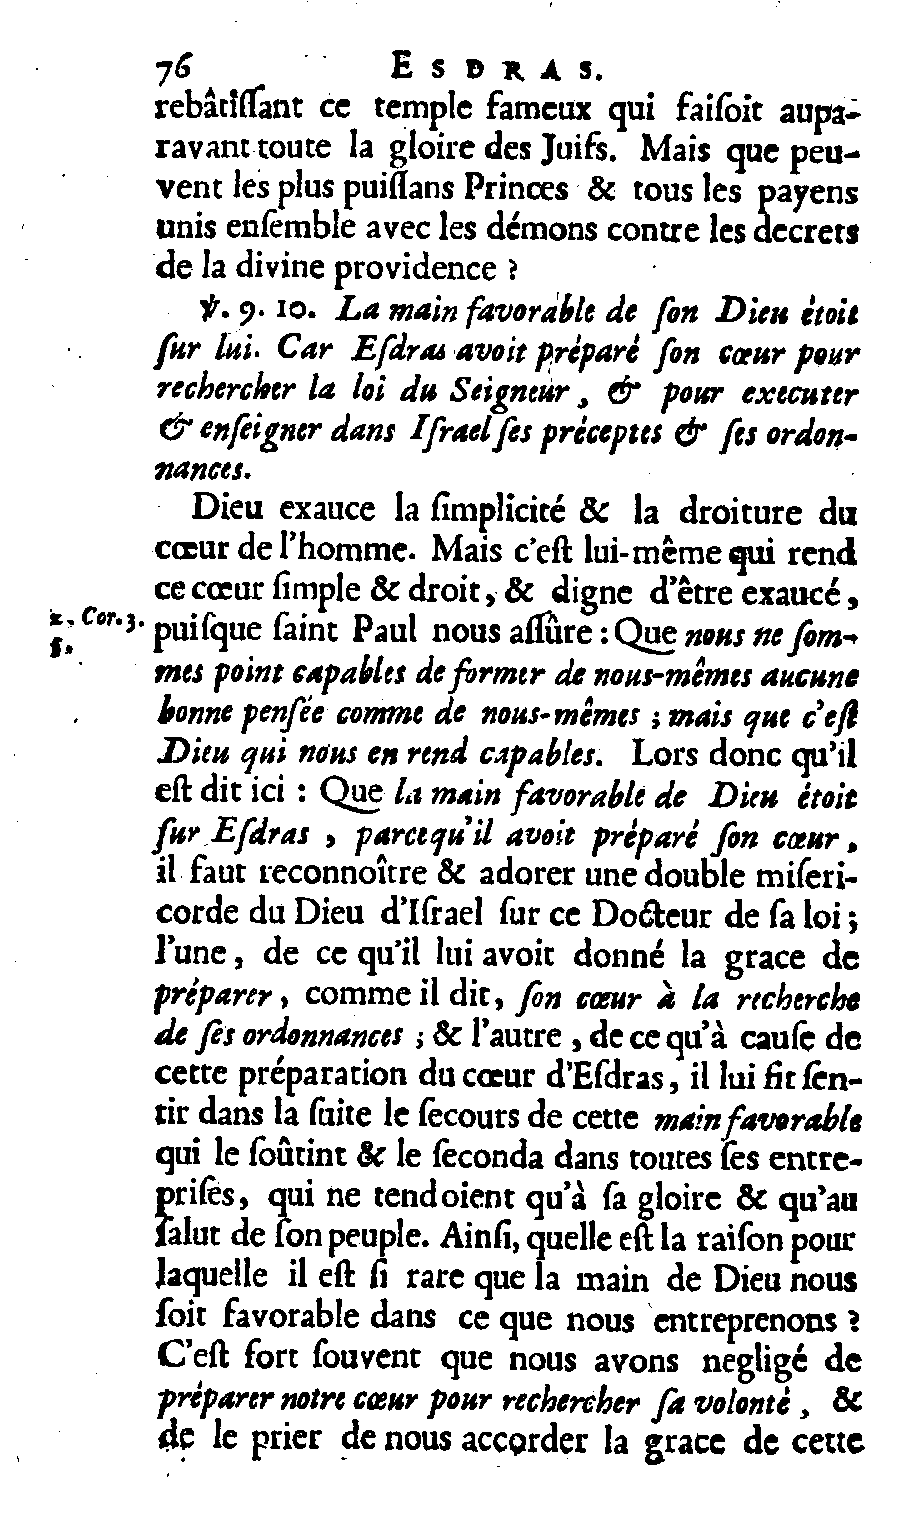 76 ESDRAS.
rebâtiſſant ce temple fameux qui faiſoit aupa-
ravant toute la gloire des Juifs. Mais que peu-
vent les plus puiſſans Princes & tous les payens
unis enſemble avec les démons contre les decrets
de la divine providence ?
℣. 9. 10. La main favorable de ſon Dieu étoit
ſur lui. Car Eſdras avoit préparé ſon cœur pour
rechercher la loi du Seigneur, & pour executer
& enſeigner dans Iſrael ſes préceptes & ſes ordon-
nances.
Dieu exauce la ſimplicité & la droiture du
cœur de l'homme. Mais c'eſt lui-même qui rend
ce cœur ſimple & droit, & digne d'être exaucé,
2. Cor. 3.
5.
puiſque ſaint Paul nous aſſûre : Que nous ne ſom-
mes point capables de former de nous-mêmes aucune
bonne penſée comme de nous-mêmes ; mais que c'eſt
Dieu qui nous en rend capables. Lors donc qu'il
eſt dit ici : Que la main favorable de Dieu étoit
ſur Eſdras , parcequ'il avoit préparé ſon cœur,
il faut reconnoître & adorer une double miſeri-
corde du Dieu d'Iſrael ſur ce Docteur de ſa loi ;
l'une, de ce qu'il lui avoit donné la grace de
préparer, comme il dit, ſon cœur à la recherche
de ſes ordonnances ; & l'autre , de ce qu'à cauſe de
cette préparation du cœur d'Eſdras, il lui fit ſen-
tir dans la ſuite le ſecours de cette main favorable
qui le ſoûtint & le ſeconda dans toutes ſes entre-
priſes, qui ne tendoient qu'à ſa gloire & qu'au
ſalut de ſon peuple. Ainſi, quelle eſt la raiſon pour
laquelle il eſt ſi rare que la main de Dieu nous
ſoit favorable dans ce que nous entreprenons ?
C'eſt fort ſouvent que nous avons negligé de
préparer notre cœur pour rechercher ſa volonté , &
de le prier de nous accorder la grace de cette